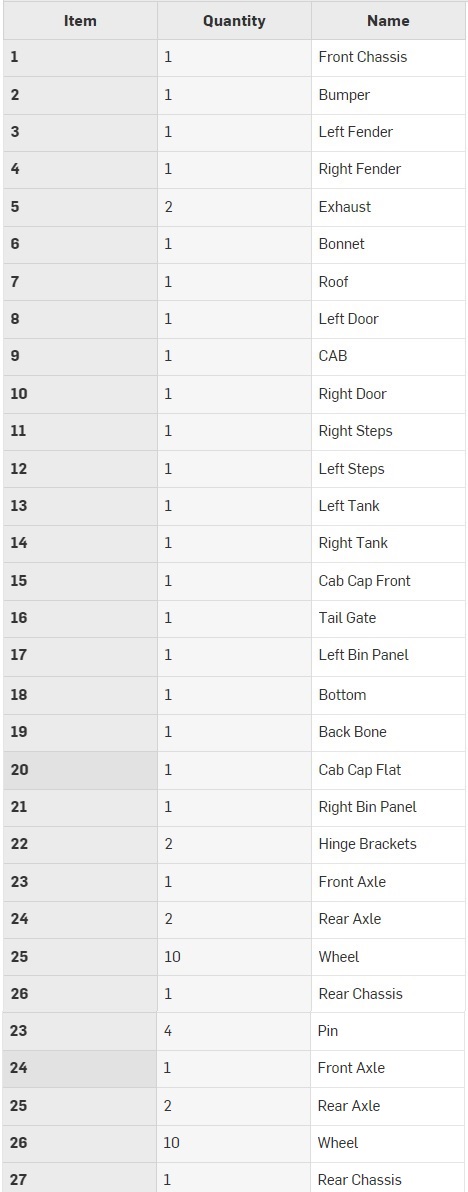 Item Quantity Name
1 1 Front Chassis
2 1 Bumper
3 1 Left Fender
4 1 Right Fender
5 2 Exhaust
6 1 Bonnet
7 1 Roof
8 1 Left Door
9 1 CAB
10 1 Right Door
11 1 Right Steps
12 1 Left Steps
13 1 Left Tank
14 1 Right Tank
15 1 Cab Cap Front
16 1 Tail Gate
17 1 Left Bin Panel
18 1 Bottom
19 1 Back Bone
20 1 Cab Cap Flat
21 1 Right Bin Panel
22 2 Hinge Brackets
23 1 Front Axle
24 2 Rear Axle
25 10 Wheel
26 1 Rear Chassis
23 4 Pin
24 1 Front Axle
25 2 Rear Axle
26 10 Wheel
27 1 Rear Chassis